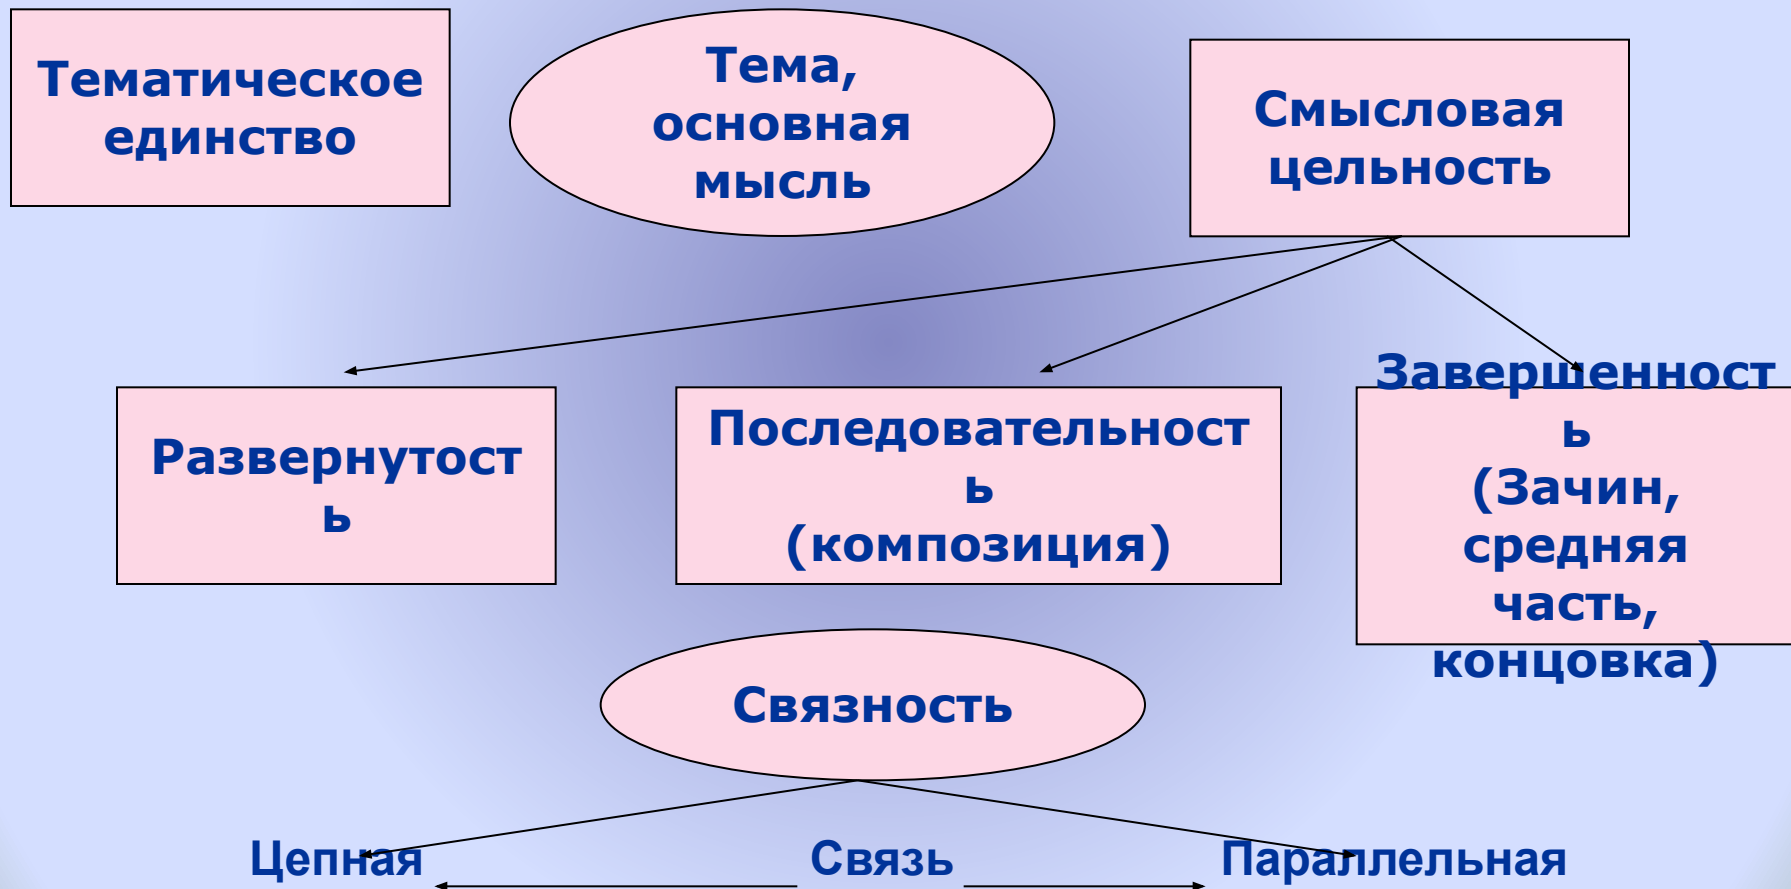 Тематическое
единство
Тема,
основная
мысль
Смысловая
цельность
Развернутост
ь
Последовательност
ь
(композиция)
Завершенност
ь
(Зачин,
средняя
часть,
концовка)
Связность
Цепная
Связь
Параллельная